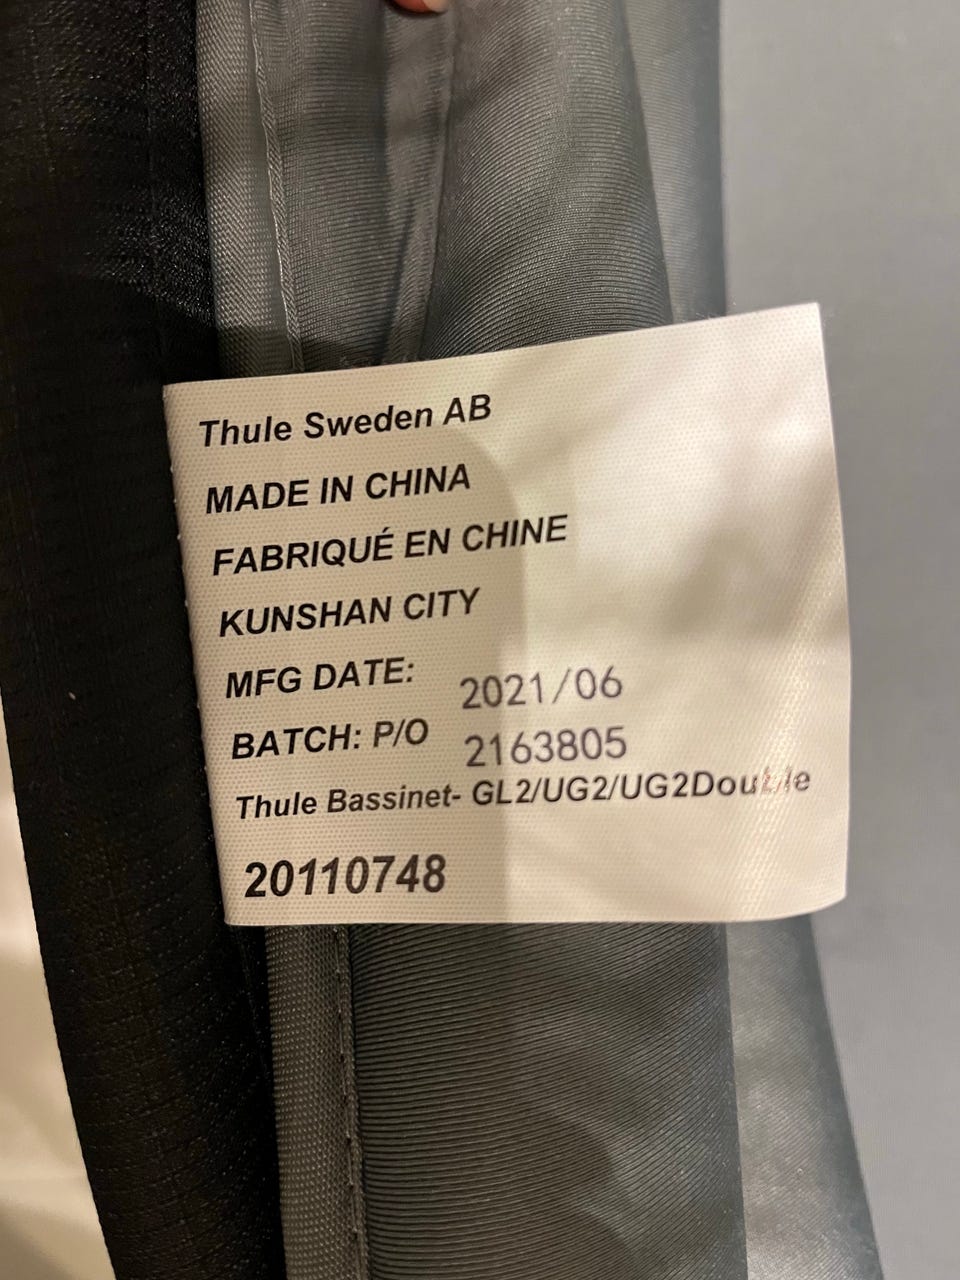 Thule Sweden AB
MADE IN CHINA
FABRIQUÉ EN CHINE
KUNSHAN CITY
MFG DATE: 2021/06
BATCH: P/O 2163805
Thule Bassinet- GL2/UG2/UG2Double
20110748